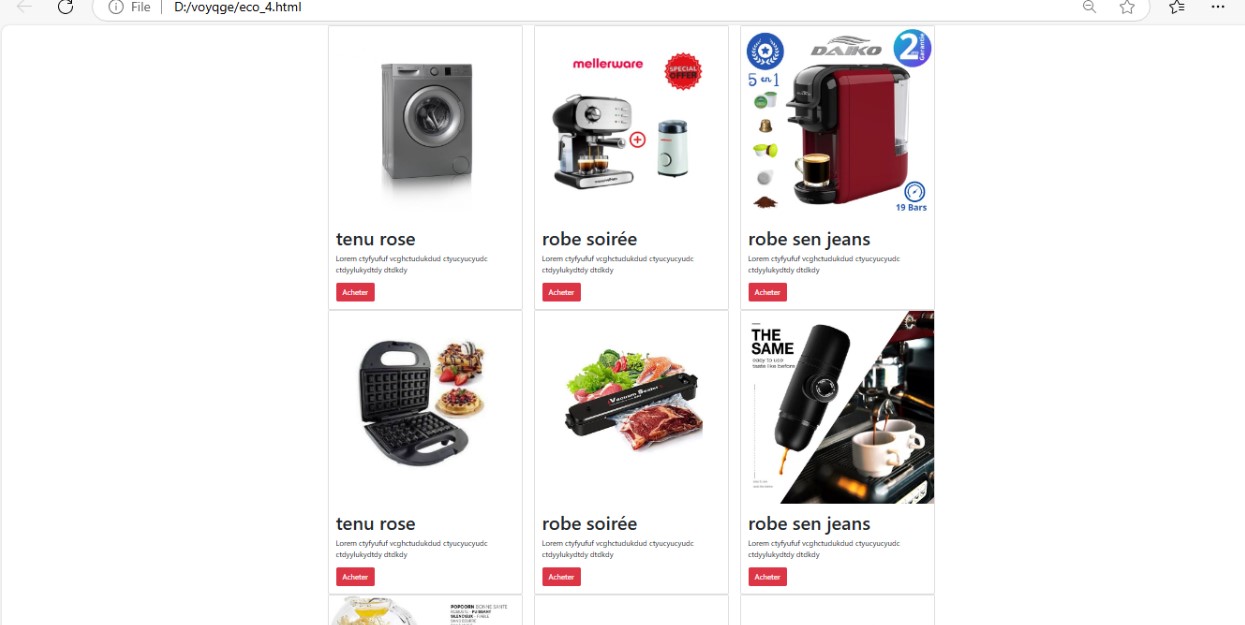 File
D:/voyqge/eco_4.html
mellerware
SPECIAL
OFFER
DAIKO
2
Garantie
5 en 1
19 Bars
tenu rose
Lorem ctyfyufuf vcghctudukdud ctyucyucyudc
ctdyylukydtdy dtdkdy
Acheter
robe soirée
Lorem ctyfyufuf vcghctudukdud ctyucyucyudc
ctdyylukydtdy dtdkdy
Acheter
robe sen jeans
Lorem ctyfyufuf vcghctudukdud ctyucyucyudc
ctdyylukydtdy dtdkdy
Acheter
Vacuum Sealer
THE
SAME
easy to use
taste like before
tenu rose
Lorem ctyfyufuf vcghctudukdud ctyucyucyudc
ctdyylukydtdy dtdkdy
Acheter
robe soirée
Lorem ctyfyufuf vcghctudukdud ctyucyucyudc
ctdyylukydtdy dtdkdy
Acheter
robe sen jeans
Lorem ctyfyufuf vcghctudukdud ctyucyucyudc
ctdyylukydtdy dtdkdy
Acheter
POPCORN